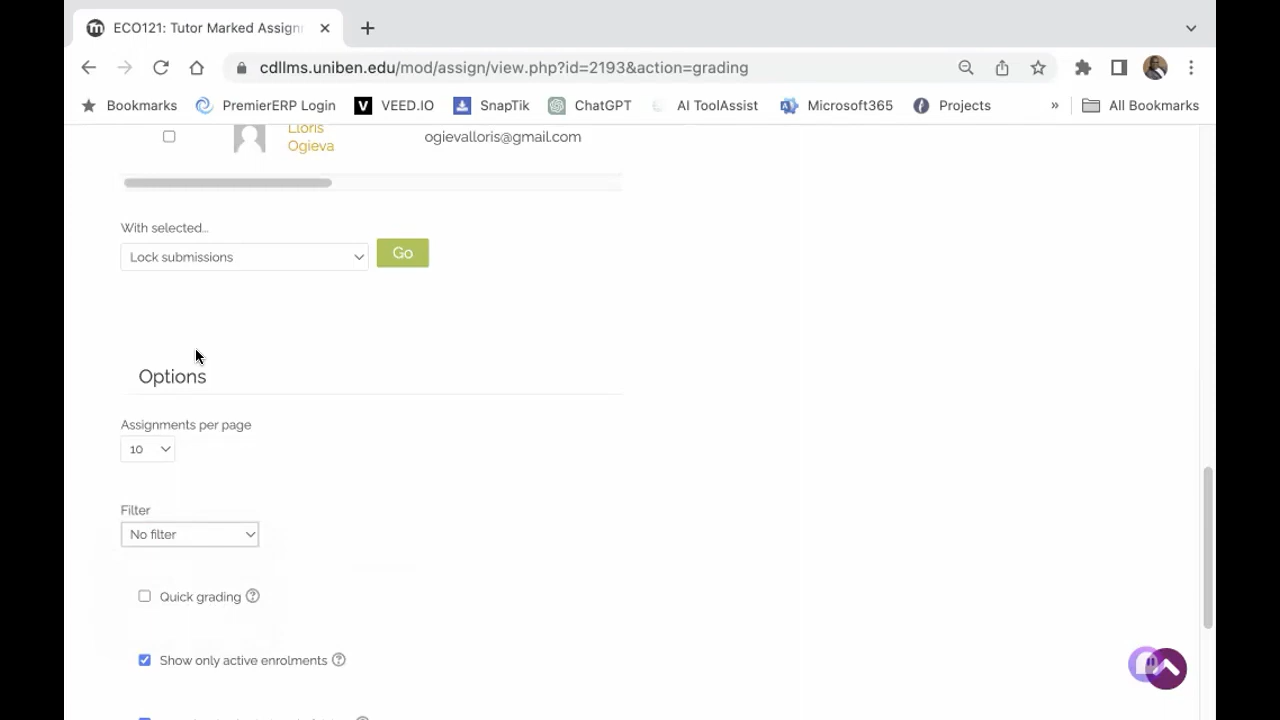 ECO121: Tutor Marked Assign
cdllms.uniben.edu/mod/assign/view.php?id=2193&action=grading
Bookmarks PremierERP Login VEED.IO SnapTik ChatGPT AI ToolAssist Microsoft365 Projects » All Bookmarks
Lloris
Ogieva
ogievalloris@gmail.com
With selected...
Lock submissions
Go
Options
Assignments per page
10
Filter
No filter
Quick grading
Show only active enrolments